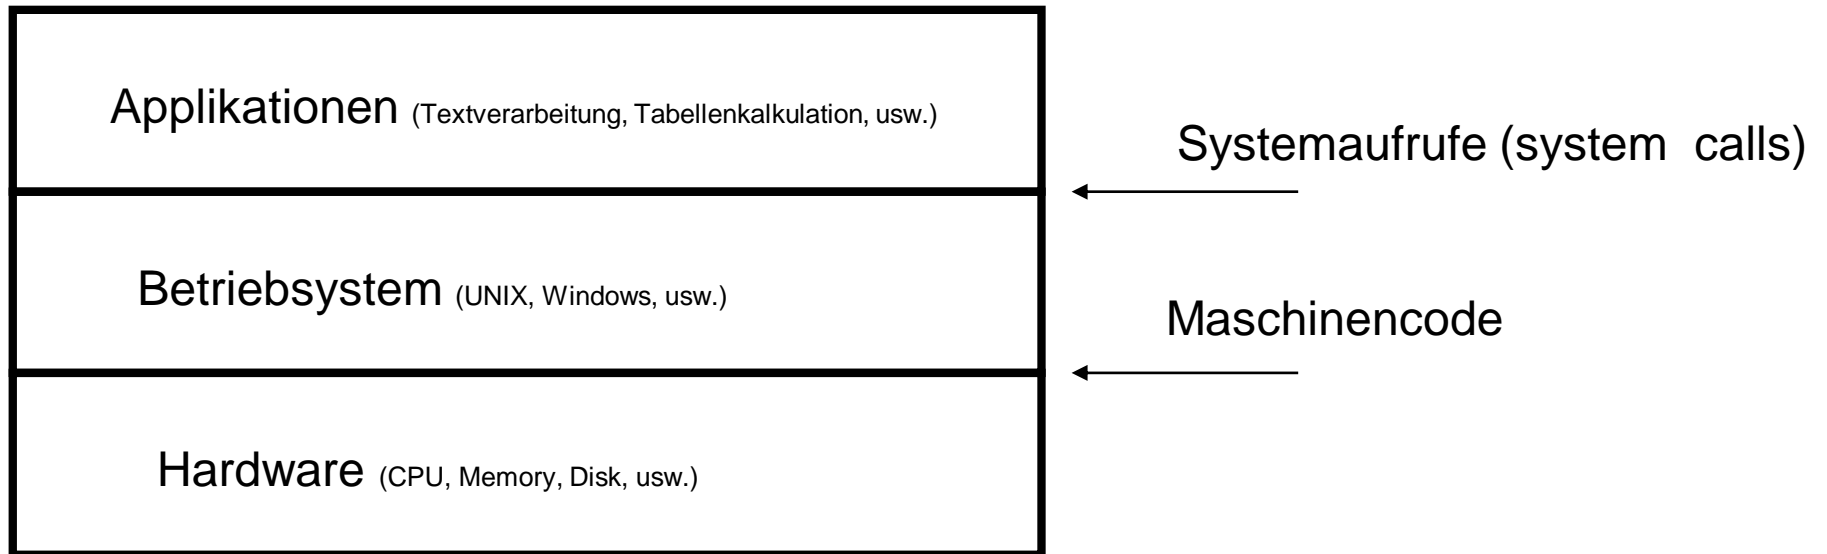 Applikationen (Textverarbeitung, Tabellenkalkulation, usw.)
Systemaufrufe (system calls)
Betriebsystem (UNIX, Windows, usw.)
Maschinencode
Hardware (CPU, Memory, Disk, usw.)